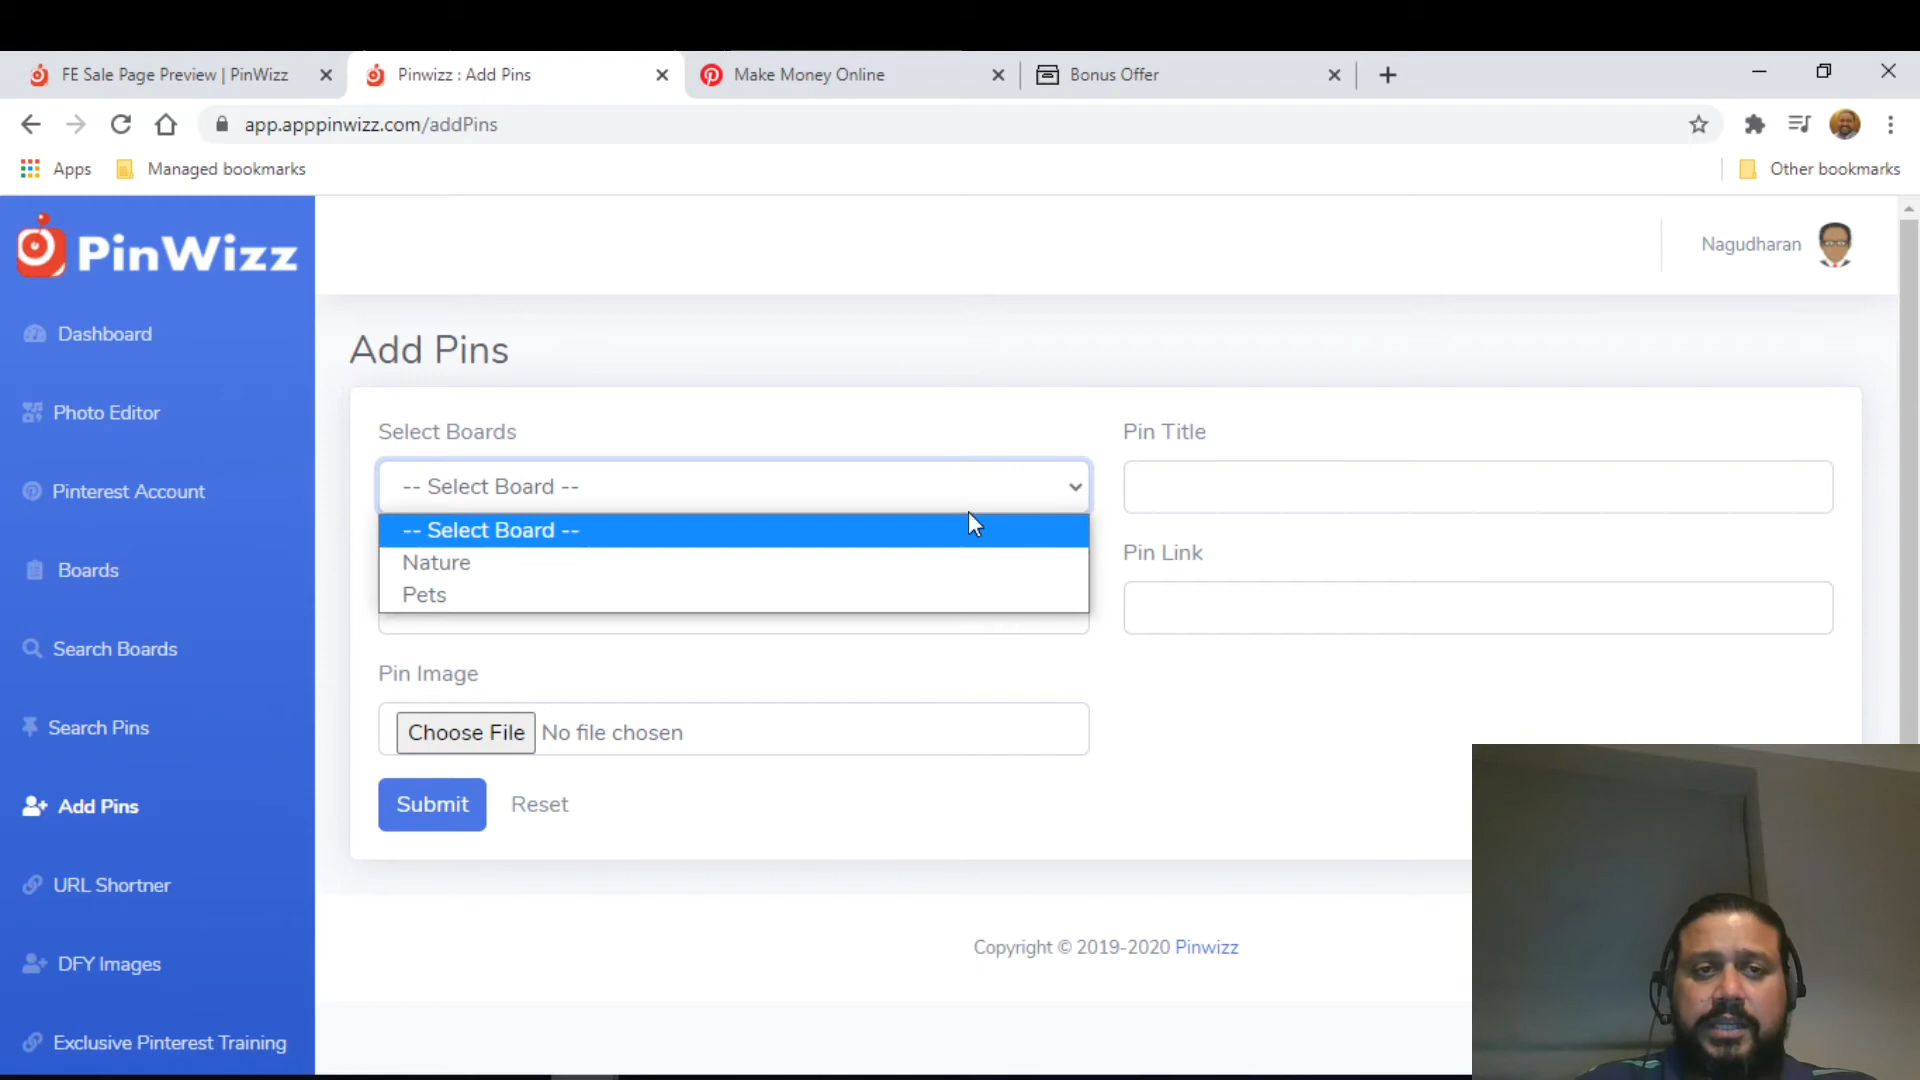 FE Sale Page Preview | PinWizz
Pinwizz : Add Pins
Make Money Online
Bonus Offer
app.apppinwizz.com/addPins
Apps
Managed bookmarks
Other bookmarks
PinWizz
Nagudharan
Dashboard
Photo Editor
Pinterest Account
Boards
Search Boards
Search Pins
Add Pins
URL Shortner
DFY Images
Exclusive Pinterest Training
Add Pins
Select Boards
-- Select Board --
-- Select Board --
Nature
Pets
Pin Title
Pin Link
Pin Image
Choose File No file chosen
Submit
Reset
Copyright © 2019-2020 Pinwizz